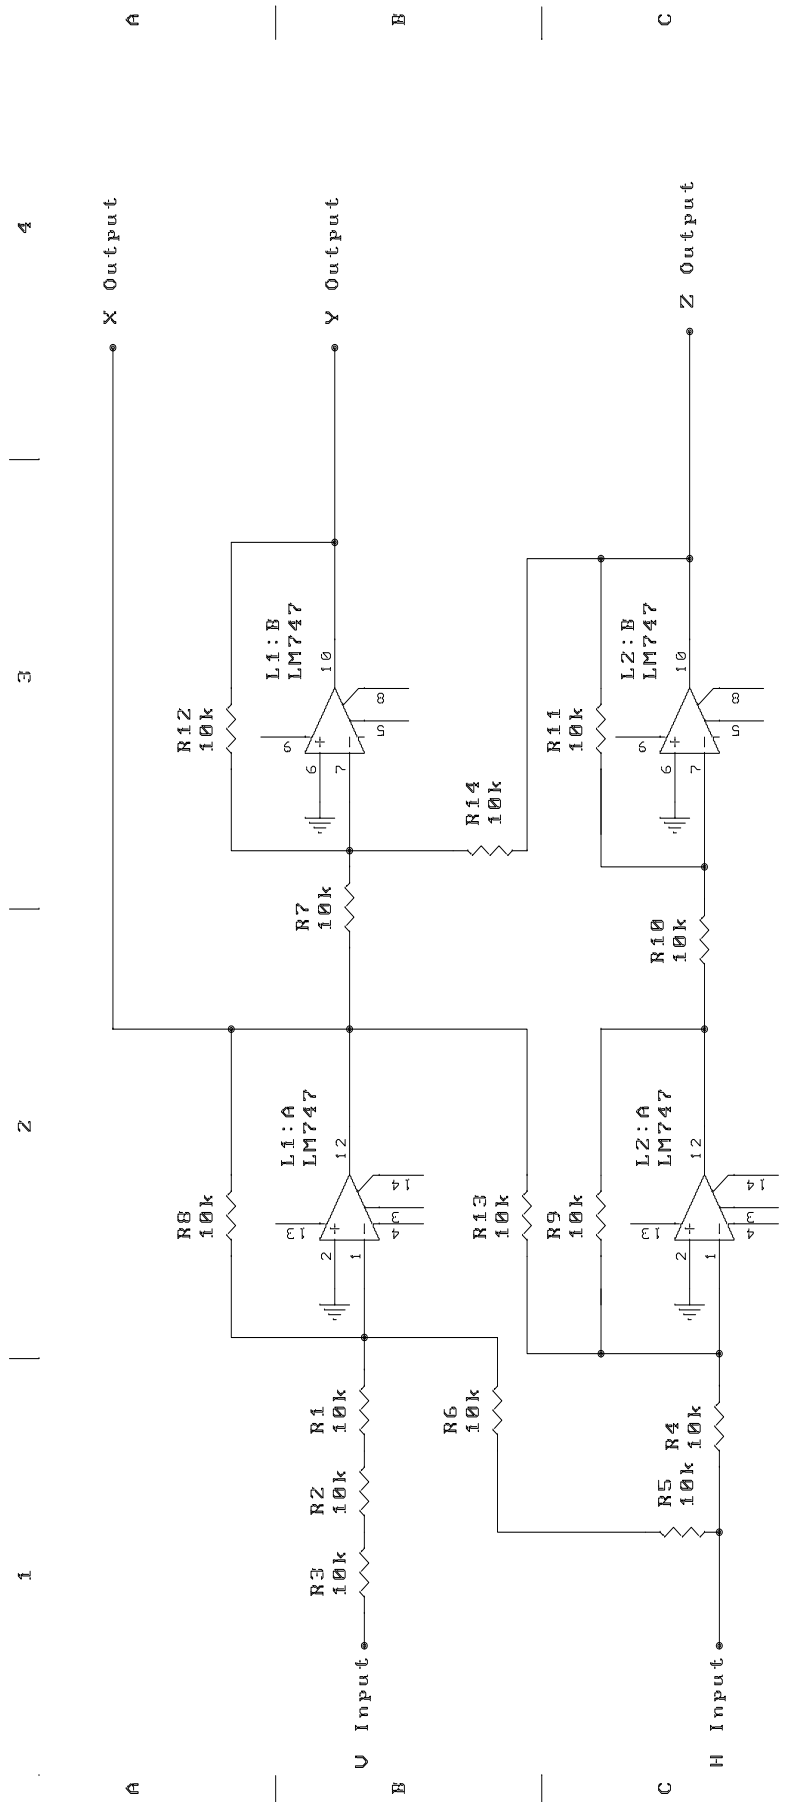 A
B
C
4
X Output
Y Output
Z Output
3
L1:B
LM747
10
R12
10k
9
6
7
8
5
+
−
L2:B
LM747
10
R11
10k
9
6
7
8
5
+
−
R14
10k
R7
10k
R10
10k
2
L1:A
LM747
12
R8
10k
13
2
1
14
3
4
+
−
R13
10k
R9
10k
L2:A
LM747
12
13
2
1
14
3
4
+
−
R1
10k
R2
10k
R3
10k
R6
10k
R4
10k
R5
10k
1
V Input
H Input
A
B
C